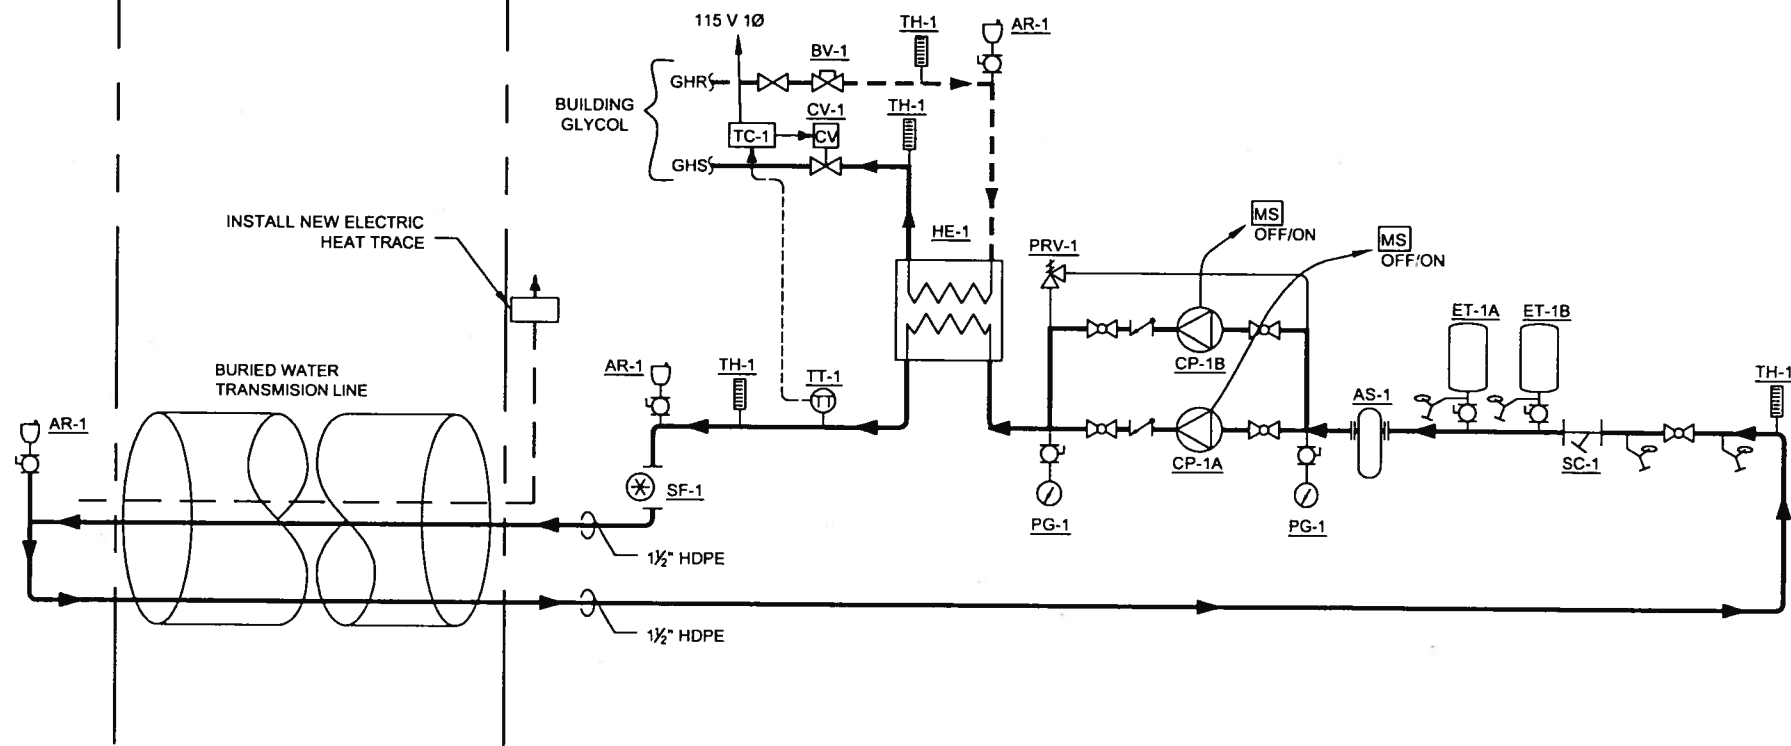 115 V 1Ø
TH-1
AR-1
BV-1
GHR
BUILDING
GLYCOL
CV-1
TH-1
TC-1
CV
GHS
INSTALL NEW ELECTRIC
HEAT TRACE
HE-1
PRV-1
MS
OFF/ON
MS
OFF/ON
ET-1A
ET-1B
CP-1B
BURIED WATER
TRANSMISION LINE
AR-1
TH-1
TT-1
TT
AS-1
TH-1
AR-1
CP-1A
SC-1
SF-1
PG-1
PG-1
1½" HDPE
1½" HDPE